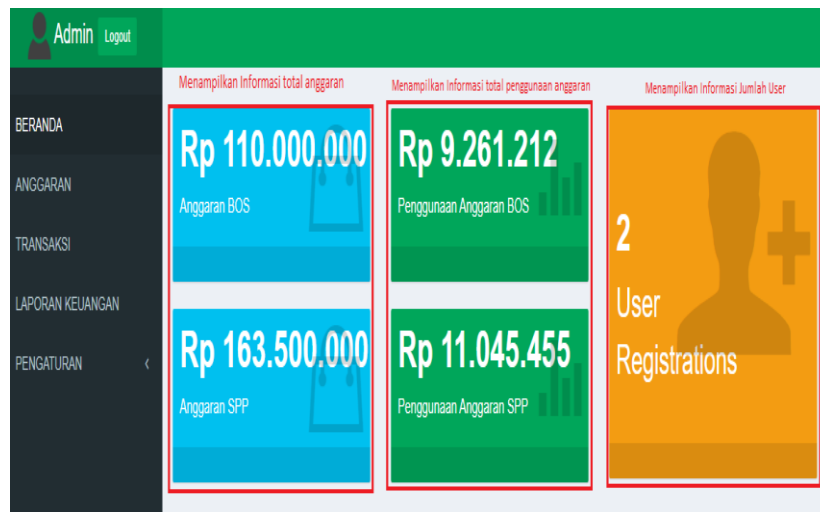 Admin Logout
Menampilkan Informasi total anggaran
Menampilkan Informasi total penggunaan anggaran
Menampilkan Informasi Jumlah User
BERANDA
ANGGARAN
TRANSAKSI
LAPORAN KEUANGAN
PENGATURAN
Rp 110.000.000
Anggaran BOS
Rp 163.500.000
Anggaran SPP
Rp 9.261.212
Penggunaan Anggaran BOS
Rp 11.045.455
Penggunaan Anggaran SPP
2
User
Registrations